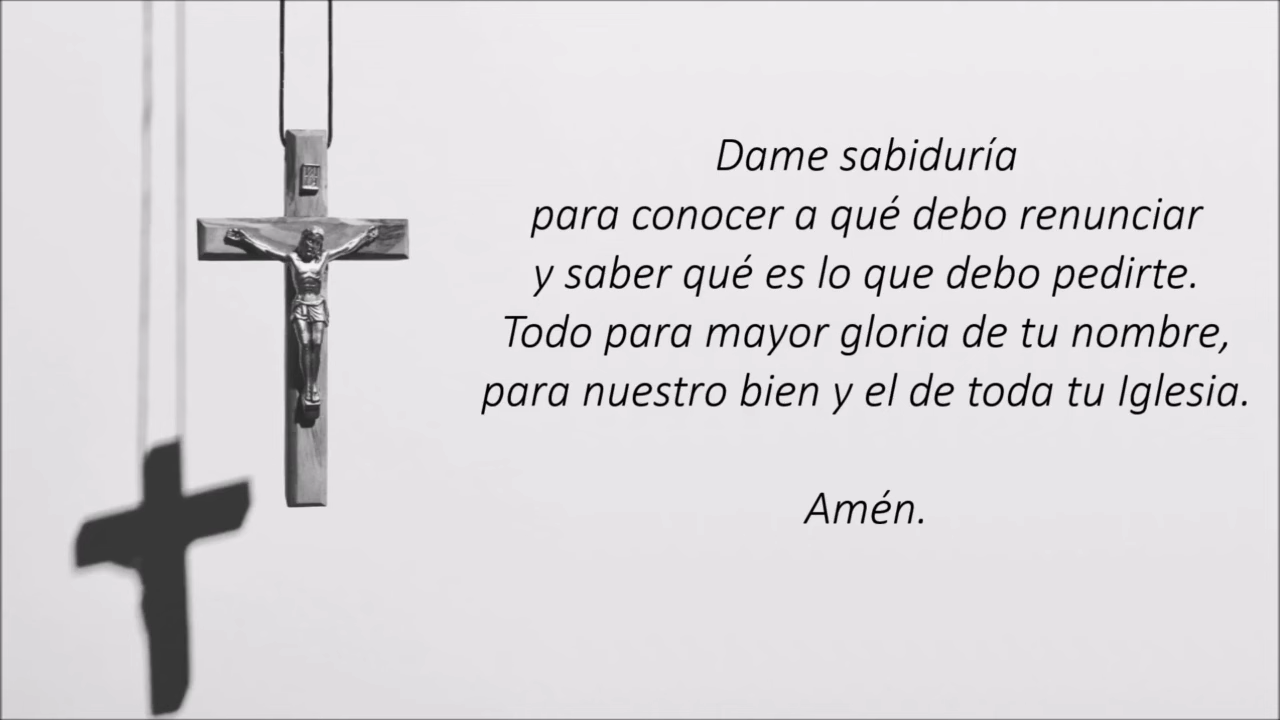 Dame sabiduría
para conocer a qué debo renunciar
y saber qué es lo que debo pedirte.
Todo para mayor gloria de tu nombre,
para nuestro bien y el de toda tu Iglesia.
Amén.